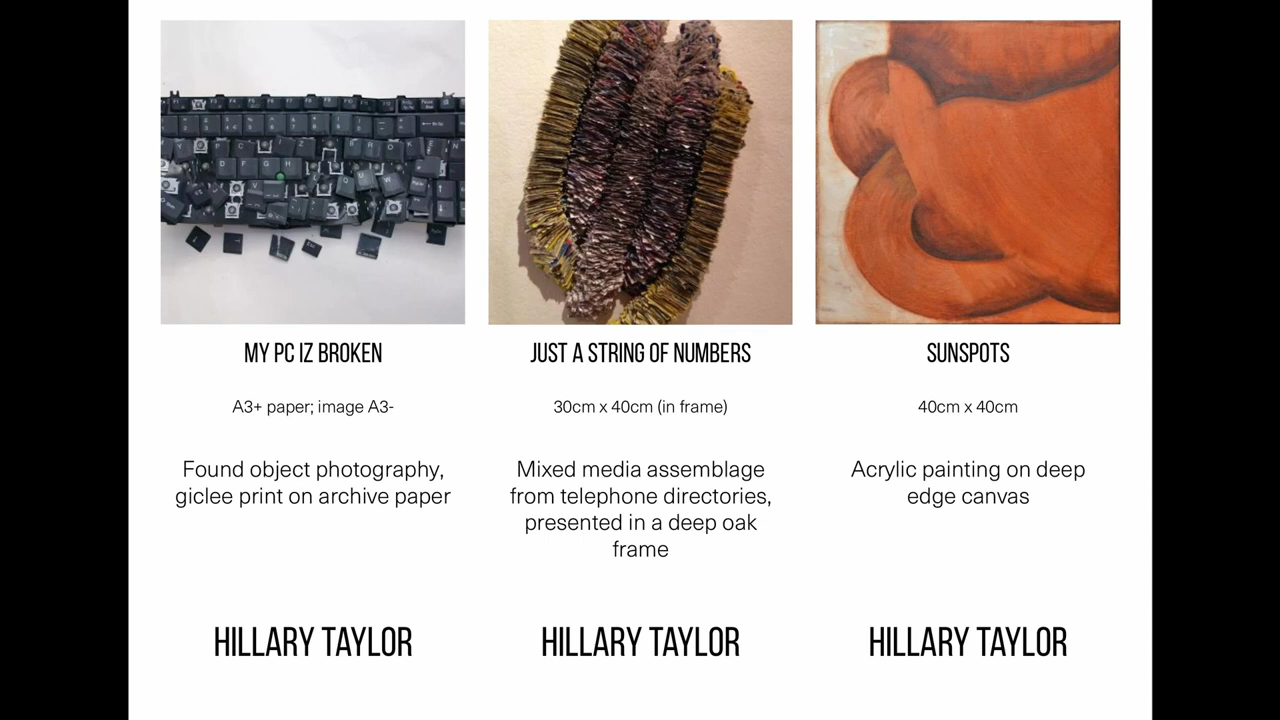 MY PC IZ BROKEN
A3+ paper; image A3-
Found object photography,
giclee print on archive paper
HILLARY TAYLOR
JUST A STRING OF NUMBERS
30cm x 40cm (in frame)
Mixed media assemblage
from telephone directories,
presented in a deep oak
frame
HILLARY TAYLOR
SUNSPOTS
40cm x 40cm
Acrylic painting on deep
edge canvas
HILLARY TAYLOR